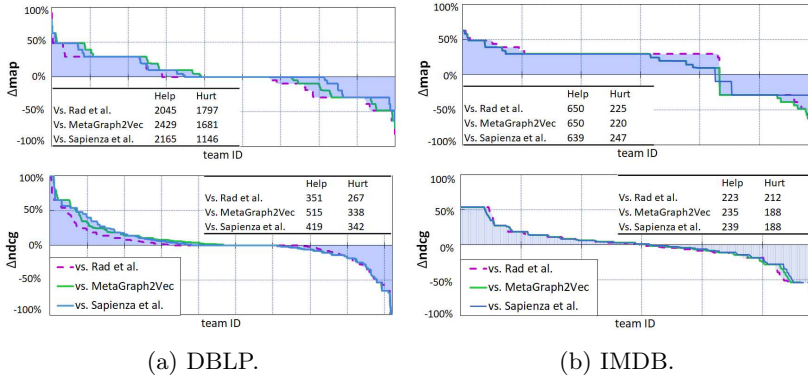 100%
50%
0%
-50%
-100%
Δmap
Help Hurt
Vs. Rad et al. 2045 1797
Vs. MetaGraph2Vec 2429 1681
Vs. Sapienza et al. 2165 1146
team ID
100%
50%
0%
-50%
-100%
Δmap
Help Hurt
Vs. Rad et al. 650 225
Vs. MetaGraph2Vec 650 220
Vs. Sapienza et al. 639 247
team ID
100%
50%
0%
-50%
-100%
Δndcg
Help Hurt
Vs. Rad et al. 351 267
Vs. MetaGraph2Vec 515 338
Vs. Sapienza et al. 419 342
vs. Rad et al.
vs. MetaGraph2Vec
vs. Sapienza et al.
team ID
100%
50%
0%
-50%
-100%
Δndcg
Help Hurt
Vs. Rad et al. 223 212
Vs. MetaGraph2Vec 235 188
Vs. Sapienza et al. 239 188
vs. Rad et al.
vs. MetaGraph2Vec
vs. Sapienza et al.
team ID
(a) DBLP.
(b) IMDB.